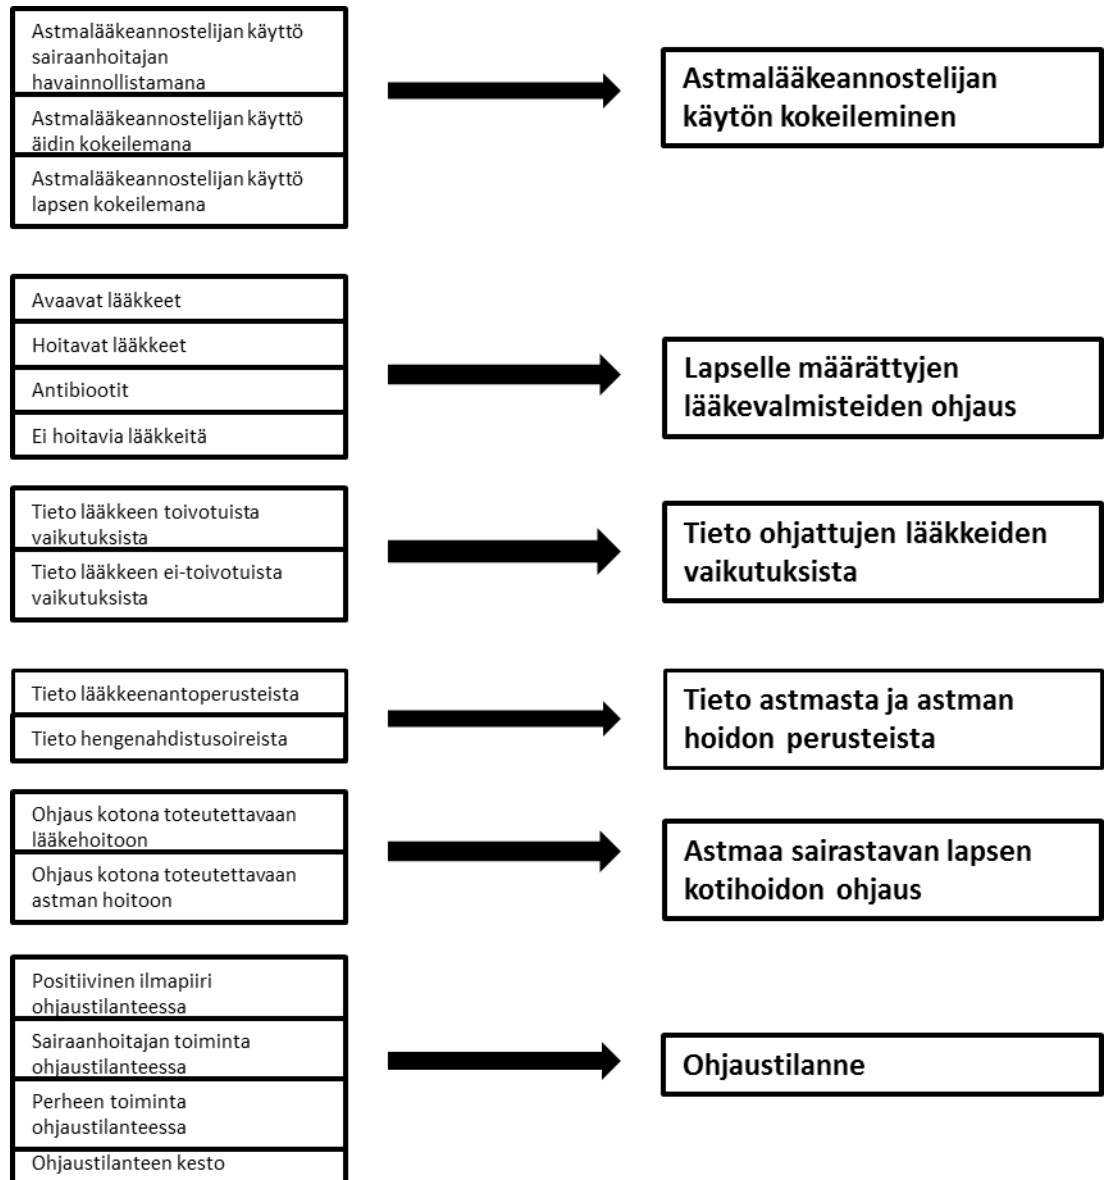 Astmalääkeannostelijan käyttö
sairaanhoitajan
havainnollistamana
Astmalääkeannostelijan käyttö
äidin kokeilemana
Astmalääkeannostelijan käyttö
lapsen kokeilemana
Astmalääkeannostelijan
käytön kokeileminen
Avaavat lääkkeet
Hoitavat lääkkeet
Antibiootit
Ei hoitavia lääkkeitä
Lapselle määrättyjen
lääkevalmisteiden ohjaus
Tieto lääkkeen toivotuista
vaikutuksista
Tieto lääkkeen ei-toivotuista
vaikutuksista
Tieto ohjattujen lääkkeiden
vaikutuksista
Tieto lääkkeenantoperusteista
Tieto hengenahdistusoireista
Tieto astmasta ja astman
hoidon perusteista
Ohjaus kotona toteutettavaan
lääkehoitoon
Ohjaus kotona toteutettavaan
astman hoitoon
Astmaa sairastavan lapsen
kotihoidon ohjaus
Positiivinen ilmapiiri
ohjaustilanteessa
Sairaanhoitajan toiminta
ohjaustilanteessa
Perheen toiminta
ohjaustilanteessa
Ohjaustilanteen kesto
Ohjaustilanne